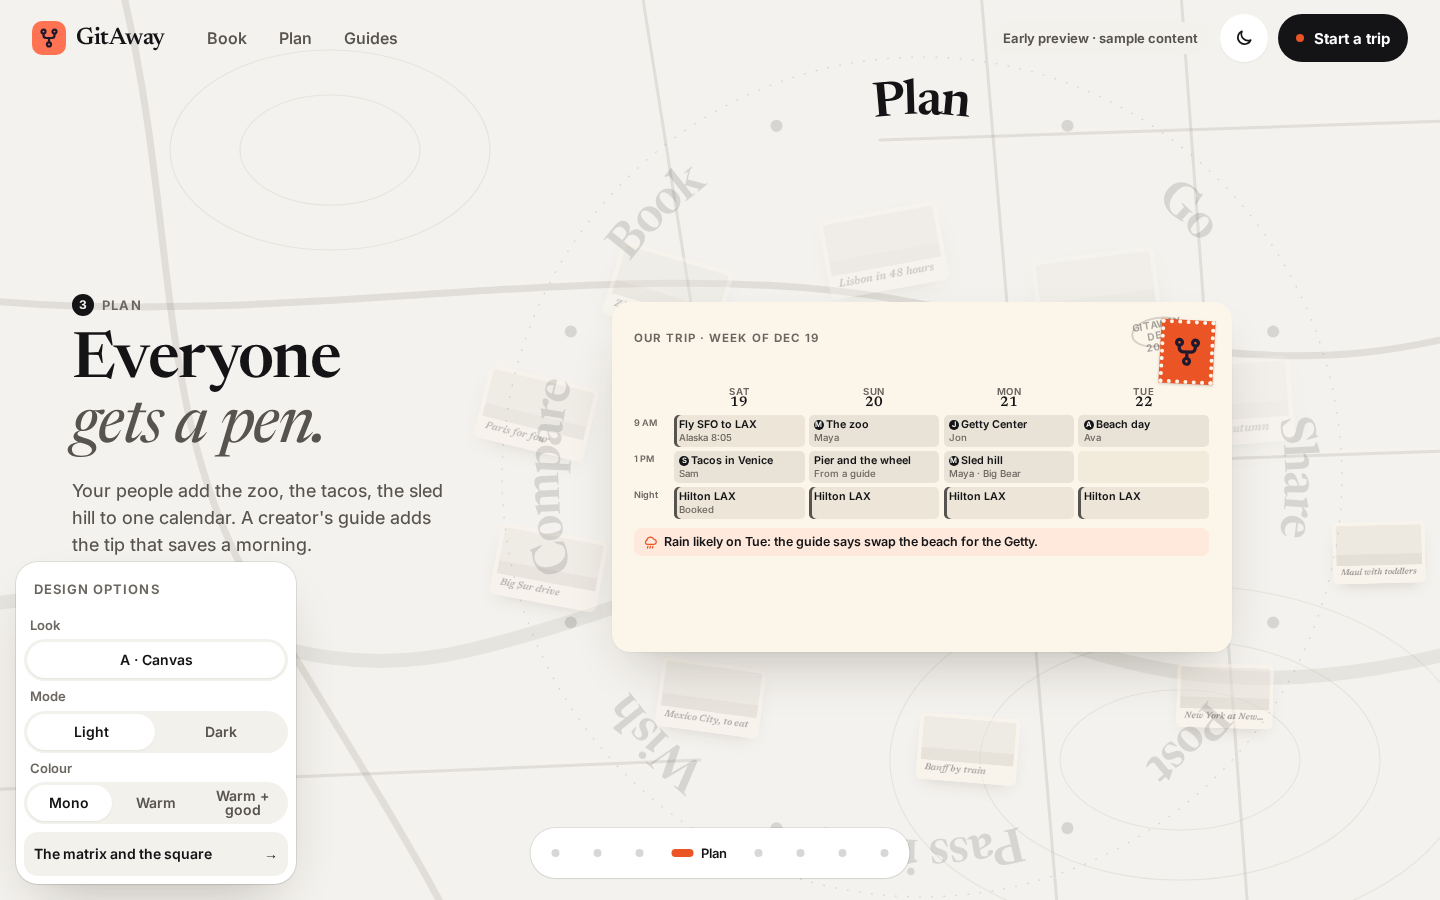 GitAway
Book
Plan
Guides
Early preview · sample content
Start a trip
Plan
Book
Go
Lisbon in 48 hours
3 PLAN
Everyone
gets a pen.
Your people add the zoo, the tacos, the sled
hill to one calendar. A creator's guide adds
the tip that saves a morning.
Compare
Paris for four
Big Sur drive
OUR TRIP · WEEK OF DEC 19
SAT
19
SUN
20
MON
21
TUE
22
9 AM
Fly SFO to LAX
Alaska 8:05
M The zoo
Maya
J Getty Center
Jon
A Beach day
Ava
1 PM
S Tacos in Venice
Sam
Pier and the wheel
From a guide
M Sled hill
Maya · Big Bear
Night
Hilton LAX
Booked
Hilton LAX
Hilton LAX
Hilton LAX
Rain likely on Tue: the guide says swap the beach for the Getty.
autumn
Share
Maui with toddlers
Wish
Mexico City, to eat
Banff by train
New York at New...
Post
Pass i
DESIGN OPTIONS
Look
A · Canvas
Mode
Light
Dark
Colour
Mono
Warm
Warm +
good
The matrix and the square →
Plan